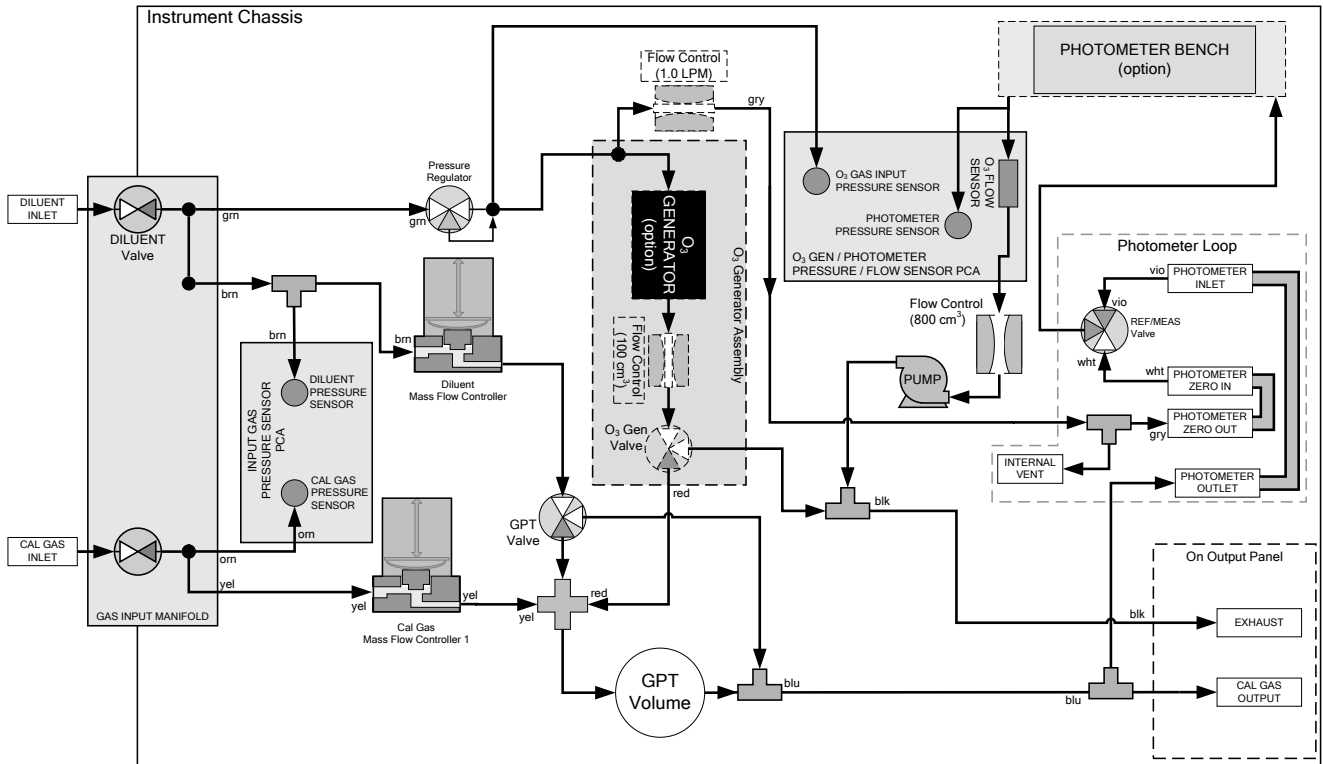 Instrument Chassis
Flow Control
(1.0 LPM)
gry
PHOTOMETER BENCH
(option)
Pressure
Regulator
DILUENT
INLET
grn
grn
DILUENT
Valve
O₃
GENERATOR
(option)
O₃ Generator Assembly
O₃ GAS INPUT
PRESSURE SENSOR
O₃ FLOW
SENSOR
PHOTOMETER
PRESSURE SENSOR
O₃ GEN / PHOTOMETER
PRESSURE / FLOW SENSOR PCA
Photometer Loop
vio
PHOTOMETER
INLET
vio
REF/MEAS
Valve
wht
wht
PHOTOMETER
ZERO IN
PHOTOMETER
ZERO OUT
gry
INTERNAL
VENT
PHOTOMETER
OUTLET
brn
brn
brn
Diluent
Mass Flow Controller
Flow Control
(100 cm³)
Flow Control
(800 cm³)
PUMP
DILUENT
PRESSURE
SENSOR
INPUT GAS
PRESSURE SENSOR
PCA
CAL GAS
PRESSURE
SENSOR
orn
O₃ Gen
Valve
red
blk
GPT
Valve
CAL GAS
INLET
orn
yel
GAS INPUT MANIFOLD
yel
yel
yel
red
Cal Gas
Mass Flow Controller 1
GPT
Volume
blu
blu
On Output Panel
blk
EXHAUST
CAL GAS
OUTPUT